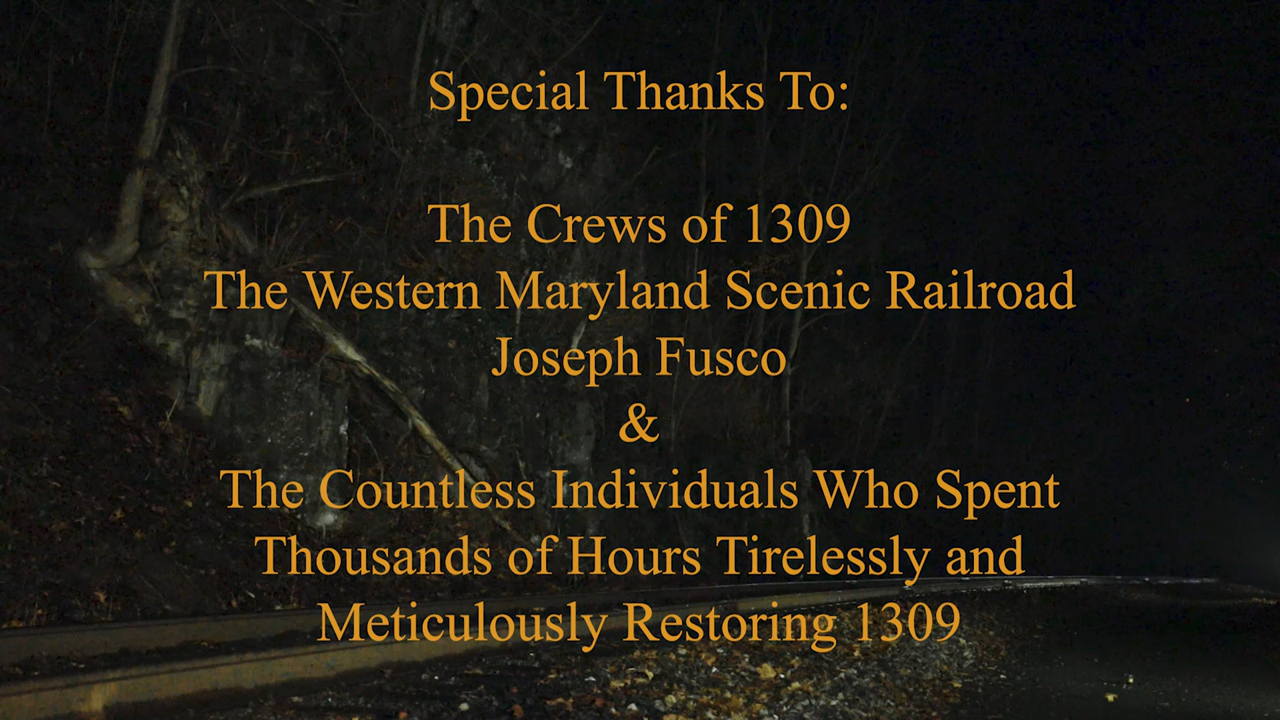 Special Thanks To:
The Crews of 1309
The Western Maryland Scenic Railroad
Joseph Fusco
&
The Countless Individuals Who Spent
Thousands of Hours Tirelessly and
Meticulously Restoring 1309